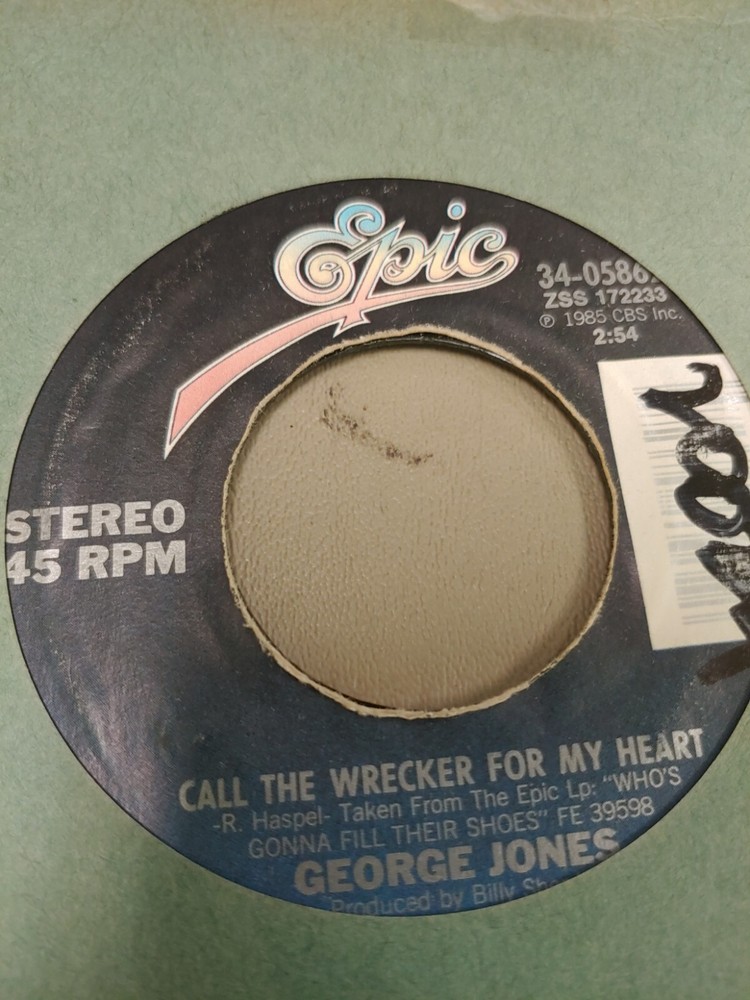 Epic
34-0586
ZSS 172233
℗ 1985 CBS Inc.
2:54
STEREO
45 RPM
CALL THE WRECKER FOR MY HEART
-R. Haspel- Taken From The Epic Lp: "WHO'S
GONNA FILL THEIR SHOES" FE 39598
GEORGE JONES
Produced by Billy